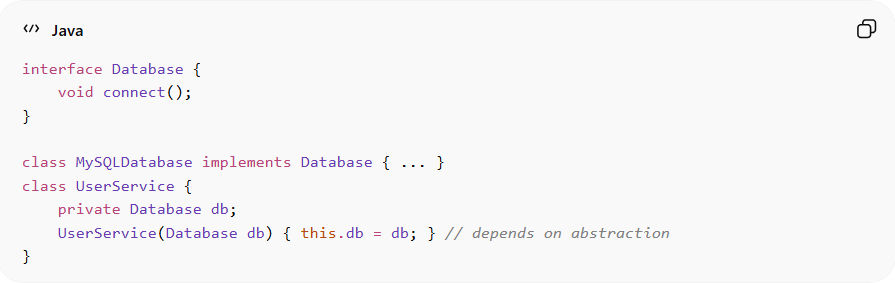 Java
interface Database {
    void connect();
}

class MySQLDatabase implements Database { ... }
class UserService {
    private Database db;
    UserService(Database db) { this.db = db; } // depends on abstraction
}